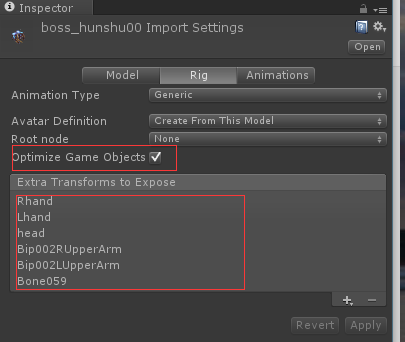 Inspector
boss_hunshu00 Import Settings
Open
Model Rig Animations
Animation Type Generic
Avatar Definition Create From This Model
Root node None
Optimize Game Objects
Extra Transforms to Expose
Rhand
Lhand
head
Bip002RUpperArm
Bip002LUpperArm
Bone059
Revert Apply